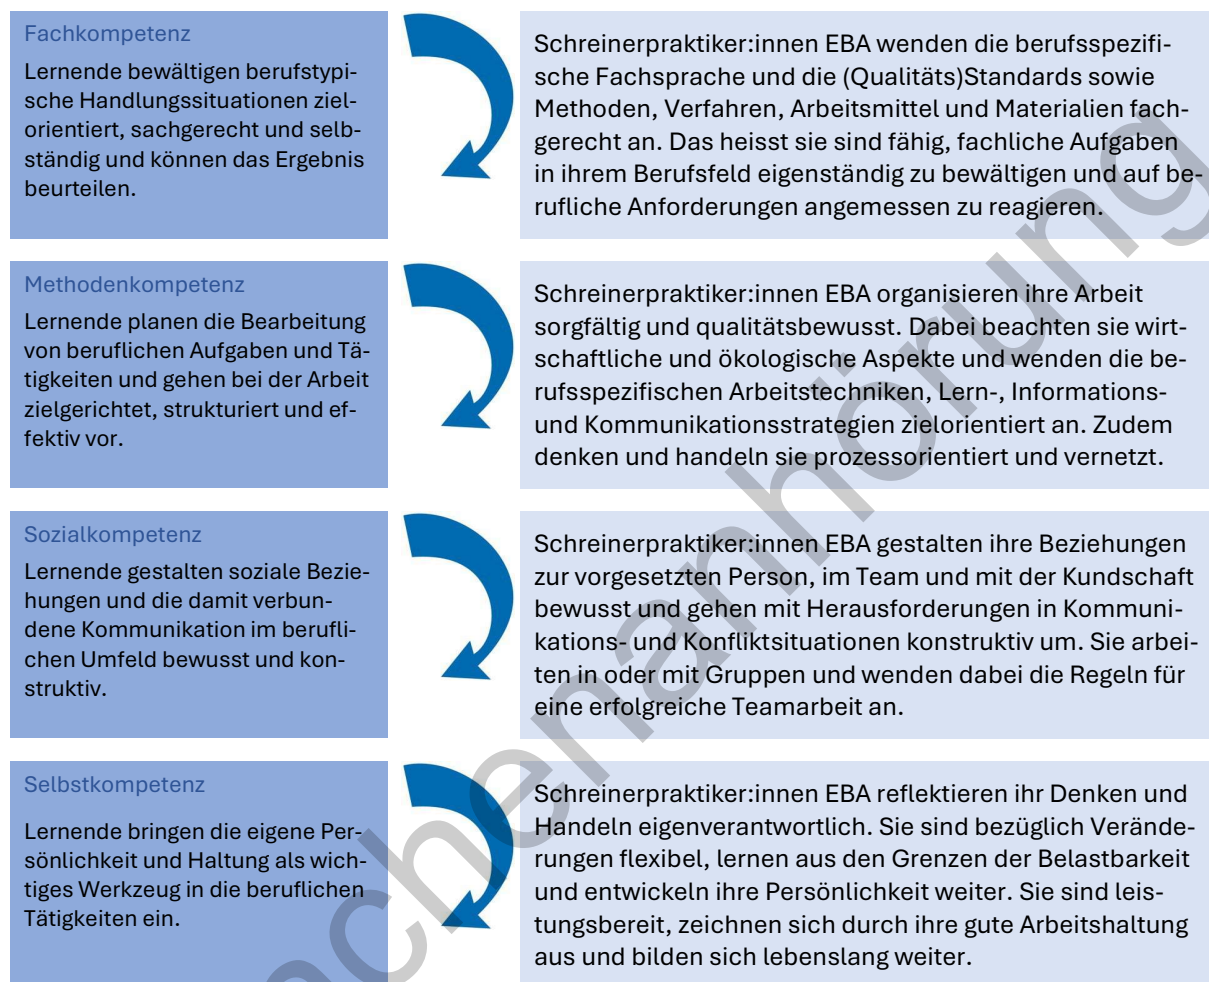 Fachkompetenz
Lernende bewältigen berufstypi-
sche Handlungssituationen ziel-
orientiert, sachgerecht und selb-
ständig und können das Ergebnis
beurteilen.
Schreinerpraktiker:innen EBA wenden die berufsspezifi-
sche Fachsprache und die (Qualitäts)Standards sowie
Methoden, Verfahren, Arbeitsmittel und Materialien fach-
gerecht an. Das heisst sie sind fähig, fachliche Aufgaben
in ihrem Berufsfeld eigenständig zu bewältigen und auf be-
rufliche Anforderungen angemessen zu reagieren.
Methodenkompetenz
Lernende planen die Bearbeitung
von beruflichen Aufgaben und Tä-
tigkeiten und gehen bei der Arbeit
zielgerichtet, strukturiert und ef-
fektiv vor.
Schreinerpraktiker:innen EBA organisieren ihre Arbeit
sorgfältig und qualitätsbewusst. Dabei beachten sie wirt-
schaftliche und ökologische Aspekte und wenden die be-
rufsspezifischen Arbeitstechniken, Lern-, Informations-
und Kommunikationsstrategien zielorientiert an. Zudem
denken und handeln sie prozessorientiert und vernetzt.
Sozialkompetenz
Lernende gestalten soziale Bezie-
hungen und die damit verbun-
dene Kommunikation im berufli-
chen Umfeld bewusst und kon-
struktiv.
Schreinerpraktiker:innen EBA gestalten ihre Beziehungen
zur vorgesetzten Person, im Team und mit der Kundschaft
bewusst und gehen mit Herausforderungen in Kommuni-
kations- und Konfliktsituationen konstruktiv um. Sie arbei-
ten in oder mit Gruppen und wenden dabei die Regeln für
eine erfolgreiche Teamarbeit an.
Selbstkompetenz
Lernende bringen die eigene Per-
sönlichkeit und Haltung als wich-
tiges Werkzeug in die beruflichen
Tätigkeiten ein.
Schreinerpraktiker:innen EBA reflektieren ihr Denken und
Handeln eigenverantwortlich. Sie sind bezüglich Verände-
rungen flexibel, lernen aus den Grenzen der Belastbarkeit
und entwickeln ihre Persönlichkeit weiter. Sie sind leis-
tungsbereit, zeichnen sich durch ihre gute Arbeitshaltung
aus und bilden sich lebenslang weiter.
achenanhörung